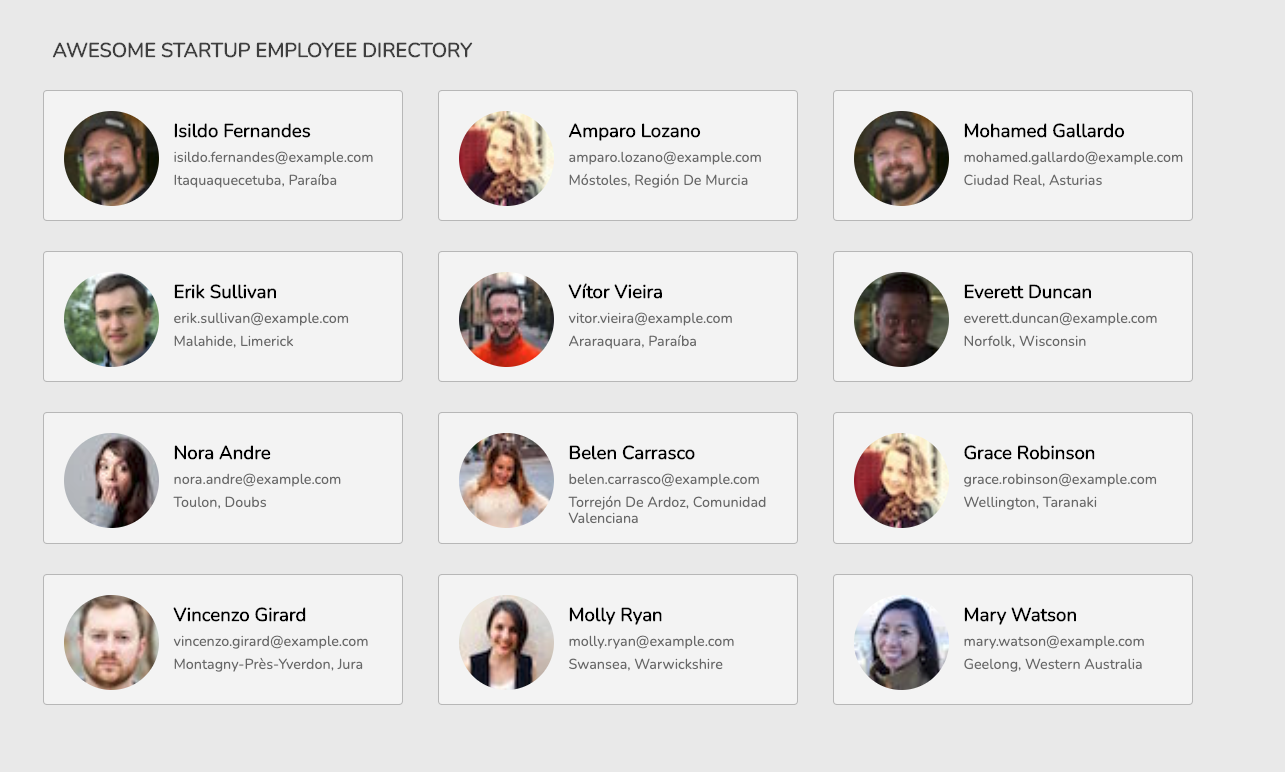 AWESOME STARTUP EMPLOYEE DIRECTORY
Isildo Fernandes
isildo.fernandes@example.com
Itaquaquecetuba, Paraíba
Amparo Lozano
amparo.lozano@example.com
Móstoles, Región De Murcia
Mohamed Gallardo
mohamed.gallardo@example.com
Ciudad Real, Asturias
Erik Sullivan
erik.sullivan@example.com
Malahide, Limerick
Vítor Vieira
vitor.vieira@example.com
Araraquara, Paraíba
Everett Duncan
everett.duncan@example.com
Norfolk, Wisconsin
Nora Andre
nora.andre@example.com
Toulon, Doubs
Belen Carrasco
belen.carrasco@example.com
Torrejón De Ardoz, Comunidad
Valenciana
Grace Robinson
grace.robinson@example.com
Wellington, Taranaki
Vincenzo Girard
vincenzo.girard@example.com
Montagny-Près-Yverdon, Jura
Molly Ryan
molly.ryan@example.com
Swansea, Warwickshire
Mary Watson
mary.watson@example.com
Geelong, Western Australia